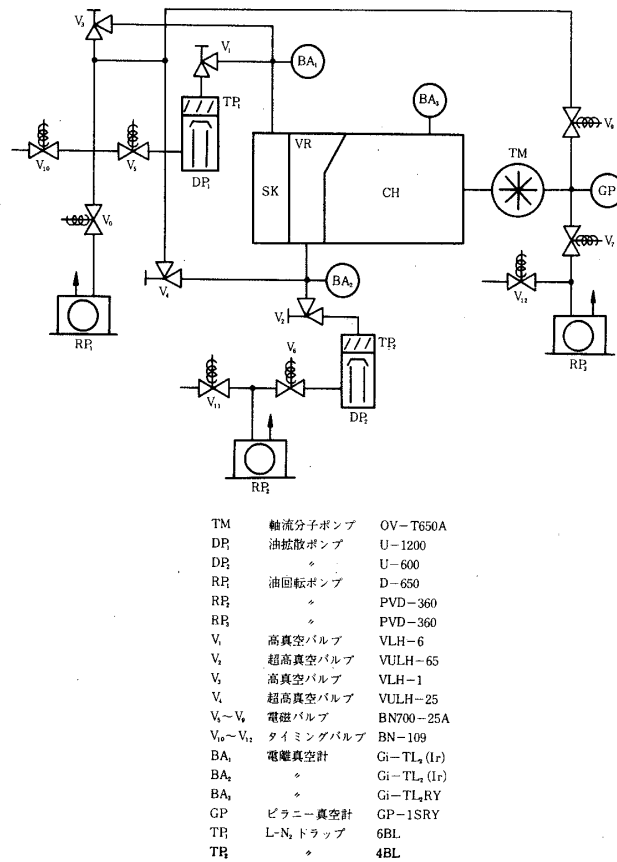 V₃
V₁
BA₁
BA₃
TP₁
V₈
VR
TM
V₁₀
V₅
DP₁
SK
CH
GP
V₉
V₇
V₄
BA₂
V₁₂
V₂
RP₁
V₆
TP₂
RP₃
V₁₁
DP₂
RP₂
TM 軸流分子ポンプ OV-T650A
DP₁ 油拡散ポンプ U-1200
DP₂ 〃 U-600
RP₁ 油回転ポンプ D-650
RP₂ 〃 PVD-360
RP₃ 〃 PVD-360
V₁ 高真空バルブ VLH-6
V₂ 超高真空バルブ VULH-65
V₃ 高真空バルブ VLH-1
V₄ 超高真空バルブ VULH-25
V₅~V₉ 電磁バルブ BN700-25A
V₁₀~V₁₂ タイミングバルブ BN-109
BA₁ 電離真空計 Gi-TL₂(Ir)
BA₂ 〃 Gi-TL₂(Ir)
BA₃ 〃 Gi-TL₂RY
GP ピラニー真空計 GP-1SRY
TP₁ L-N₂ドラップ 6BL
TP₂ 〃 4BL